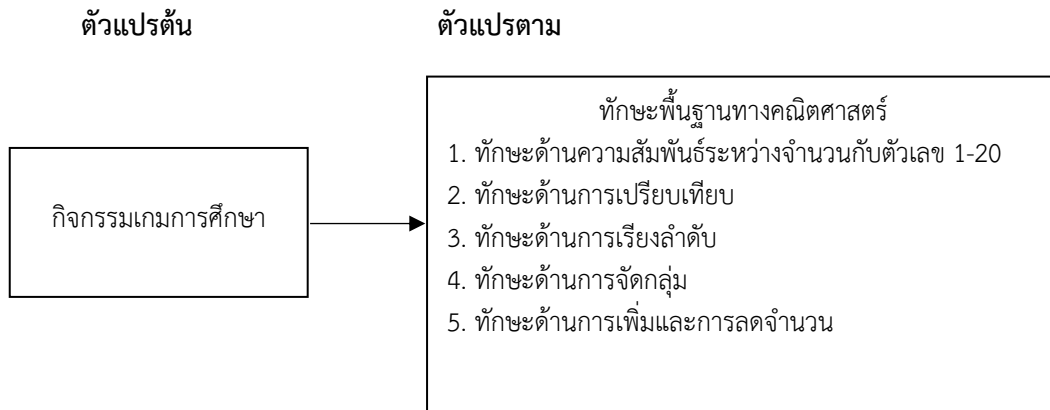 ตัวแปรต้น
ตัวแปรตาม
กิจกรรมเกมการศึกษา
ทักษะพื้นฐานทางคณิตศาสตร์
1. ทักษะด้านความสัมพันธ์ระหว่างจำนวนกับตัวเลข 1-20
2. ทักษะด้านการเปรียบเทียบ
3. ทักษะด้านการเรียงลำดับ
4. ทักษะด้านการจัดกลุ่ม
5. ทักษะด้านการเพิ่มและการลดจำนวน